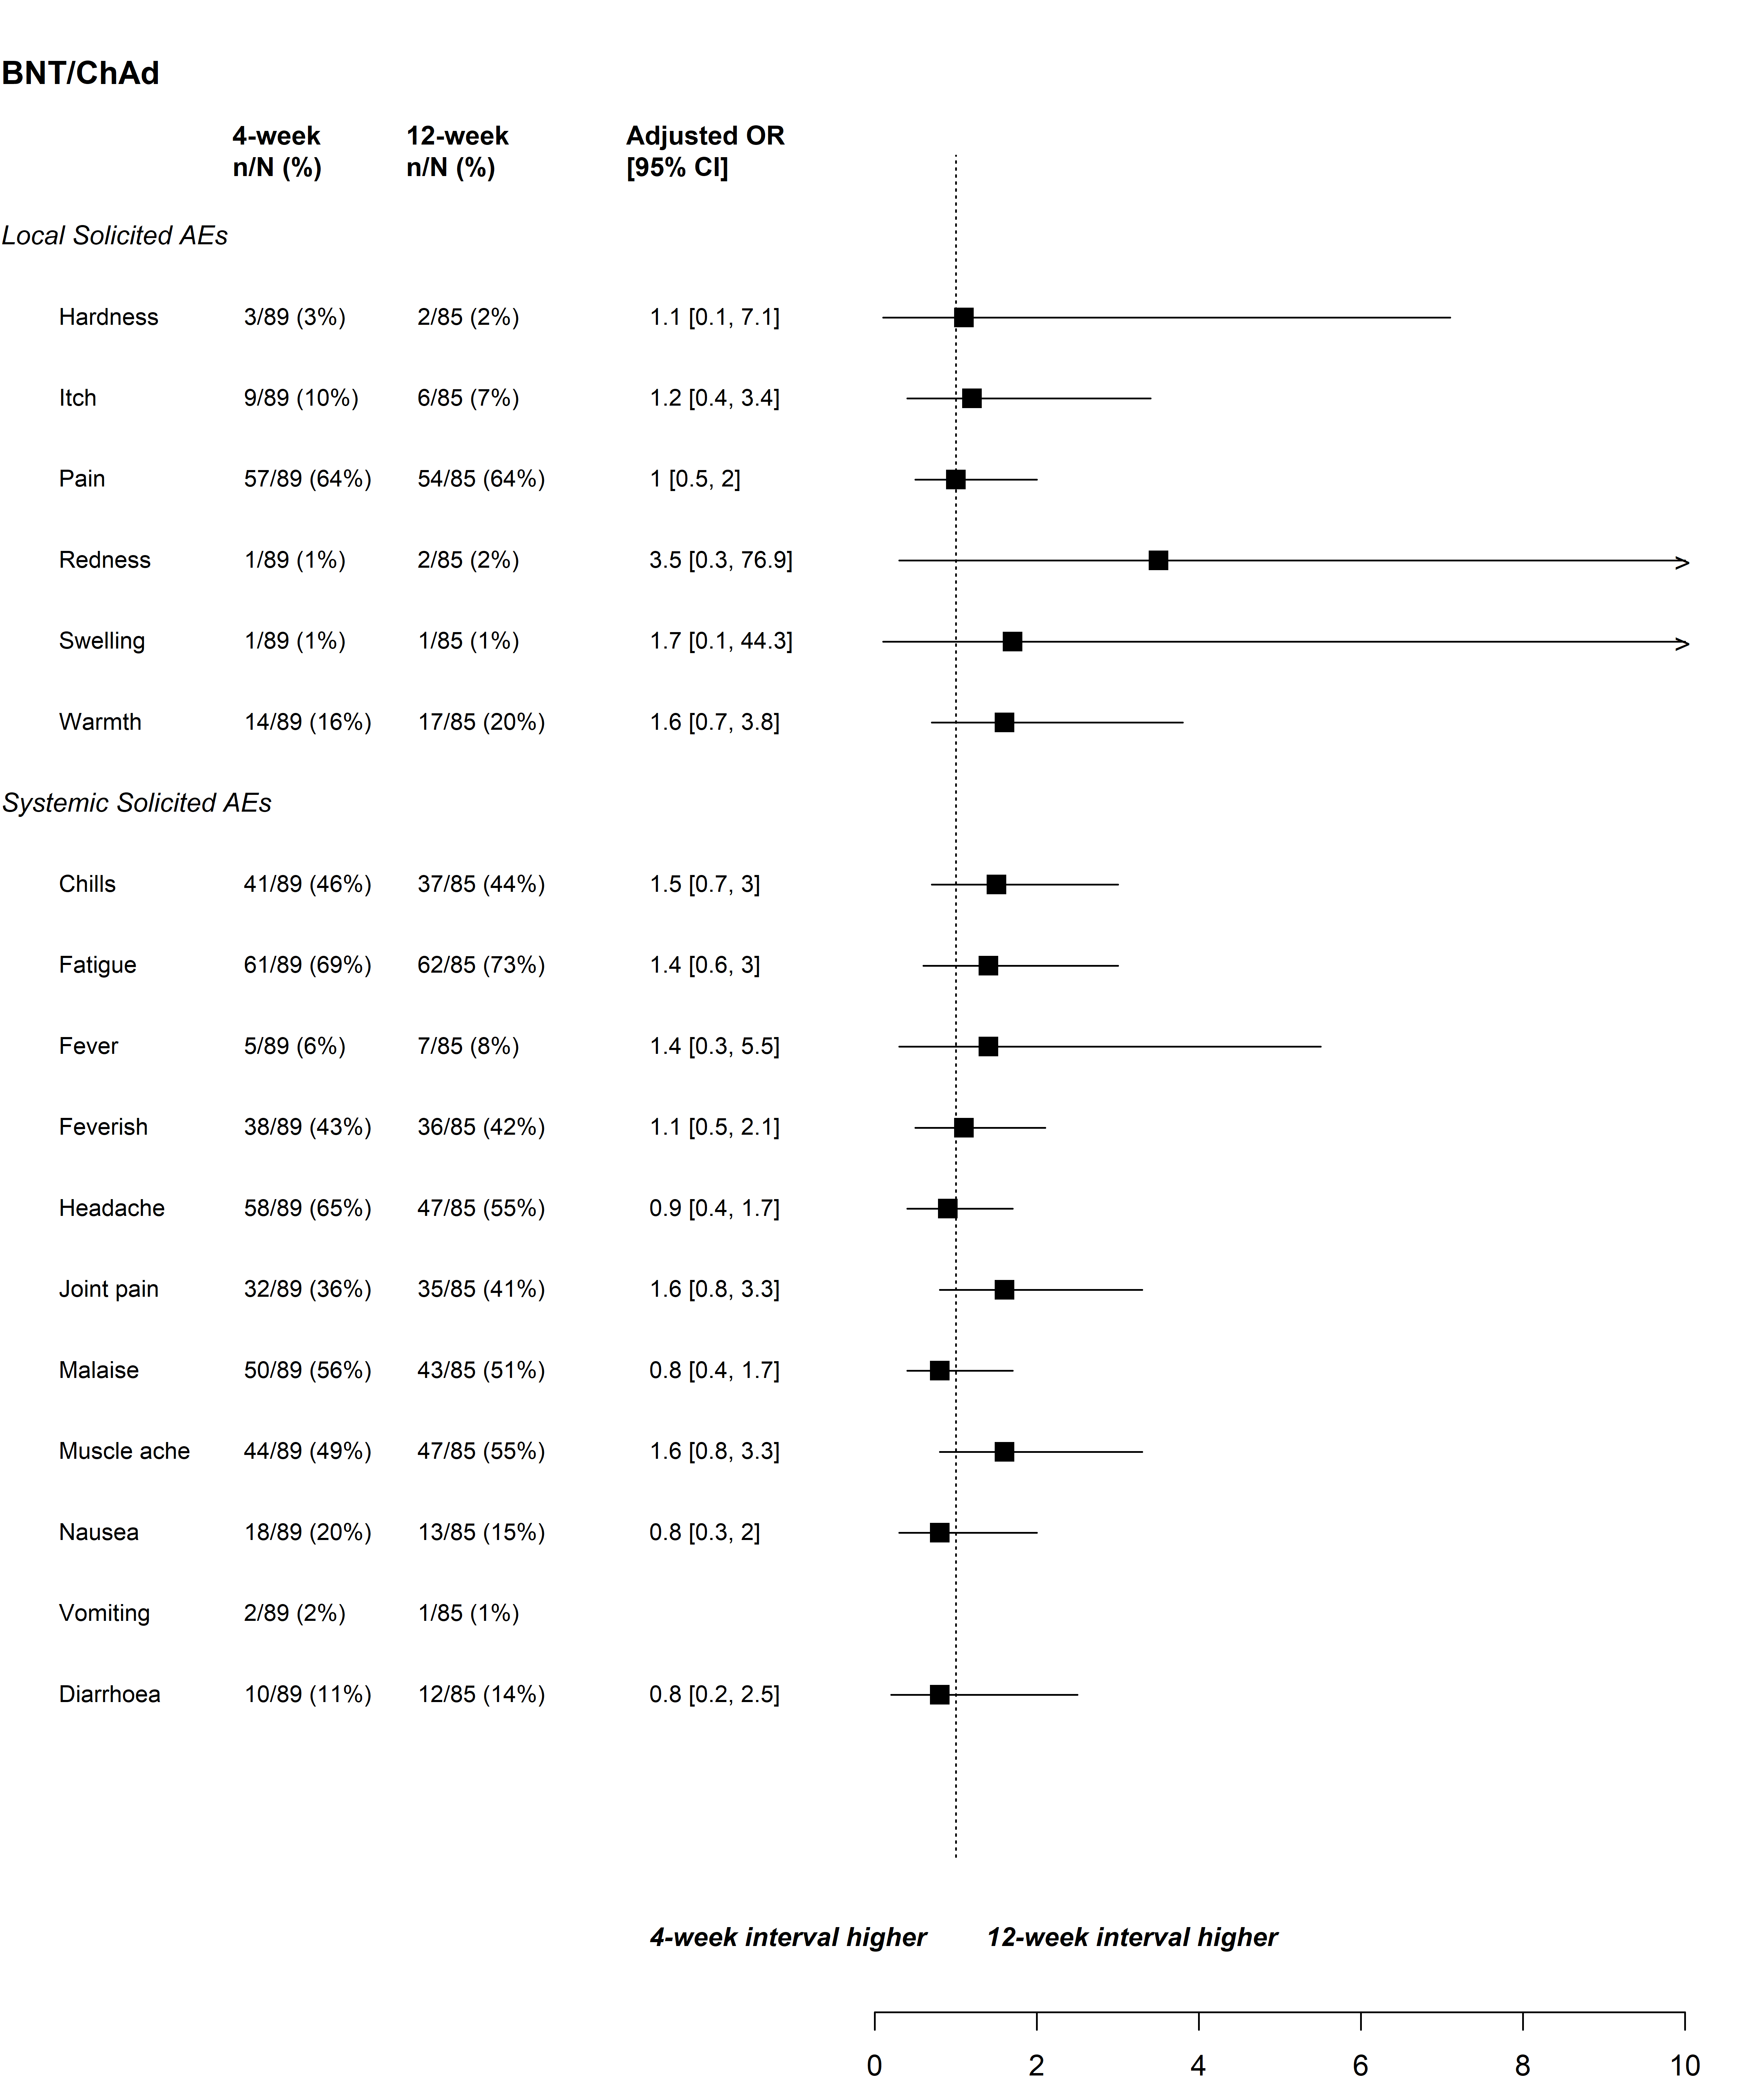 BNT/ChAd
4-week 12-week Adjusted OR
n/N (%) n/N (%) [95% CI]
Local Solicited AEs
Hardness 3/89 (3%) 2/85 (2%) 1.1 [0.1, 7.1]
Itch 9/89 (10%) 6/85 (7%) 1.2 [0.4, 3.4]
Pain 57/89 (64%) 54/85 (64%) 1 [0.5, 2]
Redness 1/89 (1%) 2/85 (2%) 3.5 [0.3, 76.9]
Swelling 1/89 (1%) 1/85 (1%) 1.7 [0.1, 44.3]
Warmth 14/89 (16%) 17/85 (20%) 1.6 [0.7, 3.8]
Systemic Solicited AEs
Chills 41/89 (46%) 37/85 (44%) 1.5 [0.7, 3]
Fatigue 61/89 (69%) 62/85 (73%) 1.4 [0.6, 3]
Fever 5/89 (6%) 7/85 (8%) 1.4 [0.3, 5.5]
Feverish 38/89 (43%) 36/85 (42%) 1.1 [0.5, 2.1]
Headache 58/89 (65%) 47/85 (55%) 0.9 [0.4, 1.7]
Joint pain 32/89 (36%) 35/85 (41%) 1.6 [0.8, 3.3]
Malaise 50/89 (56%) 43/85 (51%) 0.8 [0.4, 1.7]
Muscle ache 44/89 (49%) 47/85 (55%) 1.6 [0.8, 3.3]
Nausea 18/89 (20%) 13/85 (15%) 0.8 [0.3, 2]
Vomiting 2/89 (2%) 1/85 (1%)
Diarrhoea 10/89 (11%) 12/85 (14%) 0.8 [0.2, 2.5]
4-week interval higher 12-week interval higher
0 2 4 6 8 10